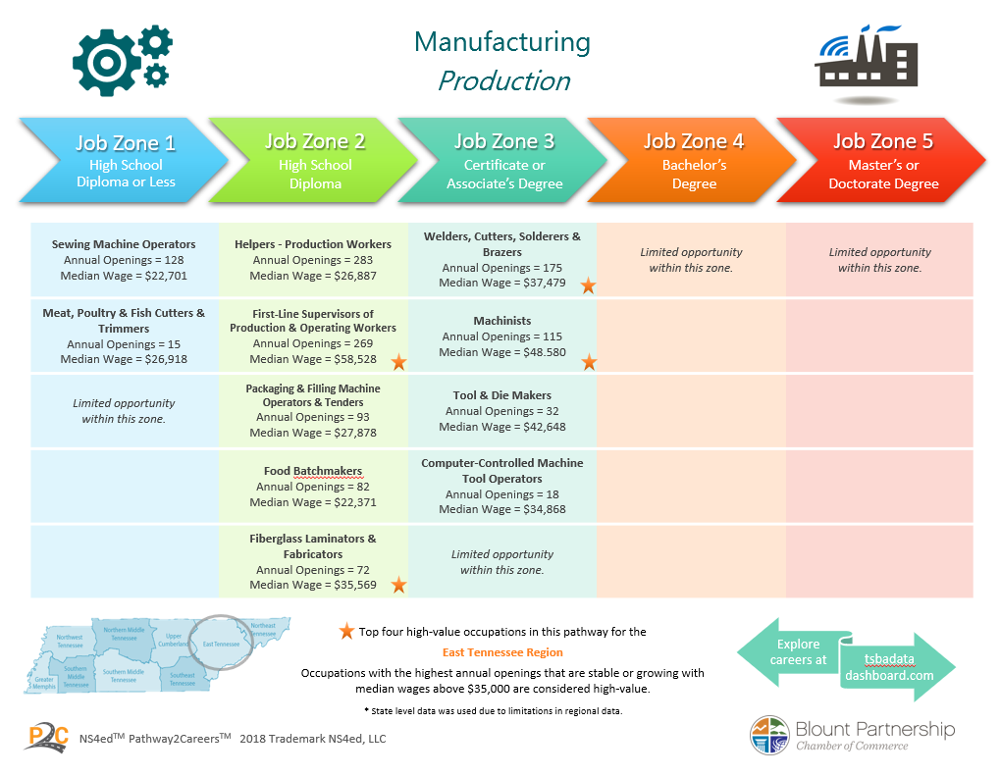 Manufacturing
Production
Job Zone 1
High School
Diploma or Less
Job Zone 2
High School
Diploma
Job Zone 3
Certificate or
Associate's Degree
Job Zone 4
Bachelor's
Degree
Job Zone 5
Master's or
Doctorate Degree
Sewing Machine Operators
Annual Openings = 128
Median Wage = $22,701
Helpers - Production Workers
Annual Openings = 283
Median Wage = $26,887
Welders, Cutters, Solderers &
Brazers
Annual Openings = 175
Median Wage = $37,479
Limited opportunity
within this zone.
Limited opportunity
within this zone.
Meat, Poultry & Fish Cutters &
Trimmers
Annual Openings = 15
Median Wage = $26,918
First-Line Supervisors of
Production & Operating Workers
Annual Openings = 269
Median Wage = $58,528
Machinists
Annual Openings = 115
Median Wage = $48.580
Limited opportunity
within this zone.
Packaging & Filling Machine
Operators & Tenders
Annual Openings = 93
Median Wage = $27,878
Tool & Die Makers
Annual Openings = 32
Median Wage = $42,648
Food Batchmakers
Annual Openings = 82
Median Wage = $22,371
Computer-Controlled Machine
Tool Operators
Annual Openings = 18
Median Wage = $34,868
Fiberglass Laminators &
Fabricators
Annual Openings = 72
Median Wage = $35,569
Limited opportunity
within this zone.
Northwest
Tennessee
Northern Middle
Tennessee
Upper
Cumberland
East Tennessee
Northeast
Tennessee
Greater
Memphis
Southern
Middle
Tennessee
Southern Middle
Tennessee
Southeast
Tennessee
Top four high-value occupations in this pathway for the
East Tennessee Region
Occupations with the highest annual openings that are stable or growing with
median wages above $35,000 are considered high-value.
* State level data was used due to limitations in regional data.
Explore
careers at
tsbadata
dashboard.com
P2C
NS4ed™ Pathway2Careers™ 2018 Trademark NS4ed, LLC
Blount Partnership
Chamber of Commerce